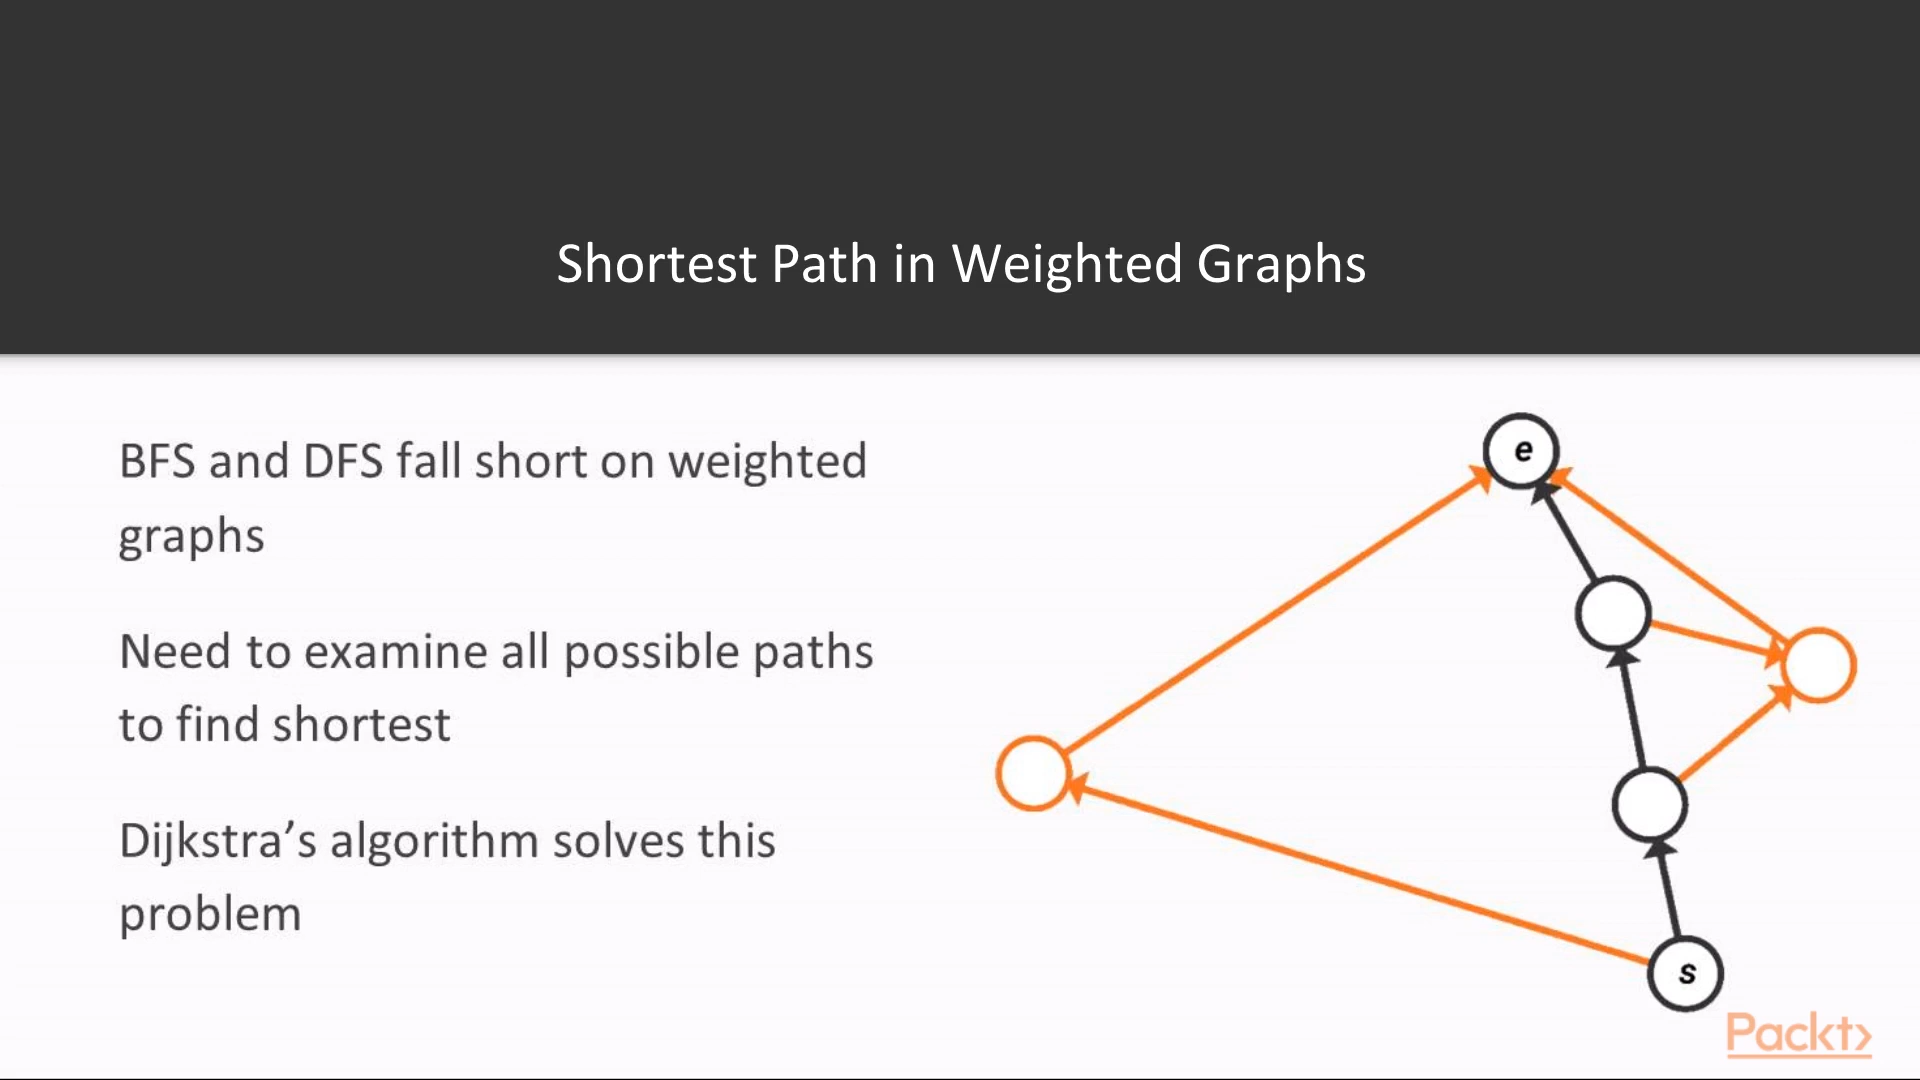 Shortest Path in Weighted Graphs
BFS and DFS fall short on weighted
graphs
Need to examine all possible paths
to find shortest
Dijkstra’s algorithm solves this
problem
e
s
Packt>